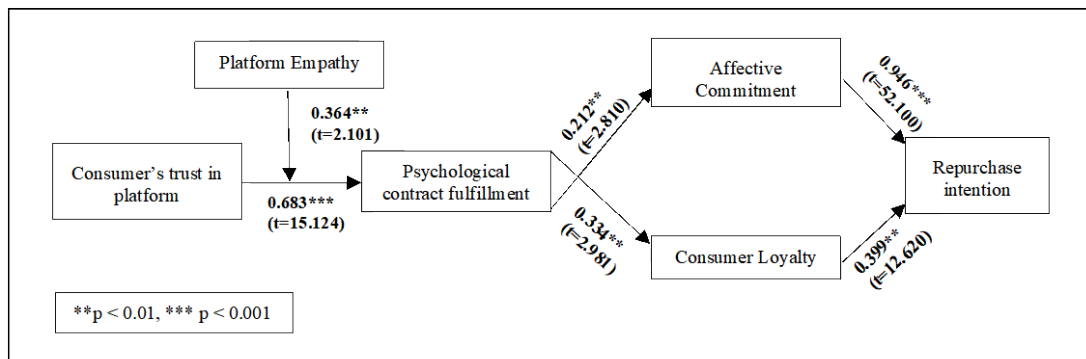 Platform Empathy
0.364**
(t=2.101)
Consumer's trust in
platform
0.683***
(t=15.124)
Psychological
contract fulfillment
0.212**
(t=2.810)
0.334**
(t=2.981)
Affective
Commitment
Consumer Loyalty
0.946***
(t=52.100)
0.399**
(t=12.620)
Repurchase
intention
**p < 0.01, *** p < 0.001